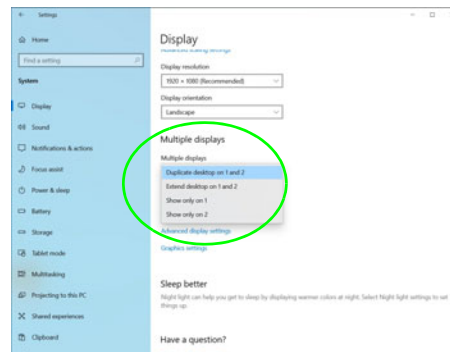 Settings
Home
Find a setting
System
Display
Sound
Notifications & actions
Focus assist
Power & sleep
Battery
Storage
Tablet mode
Multitasking
Projecting to this PC
Shared experiences
Clipboard
Display
Advanced scaling settings
Display resolution
1920 × 1080 (Recommended)
Display orientation
Landscape
Multiple displays
Multiple displays
Duplicate desktop on 1 and 2
Extend desktop on 1 and 2
Show only on 1
Show only on 2
Advanced display settings
Graphics settings
Sleep better
Night light can help you get to sleep by displaying warmer colors at night. Select Night light settings to set
things up.
Have a question?